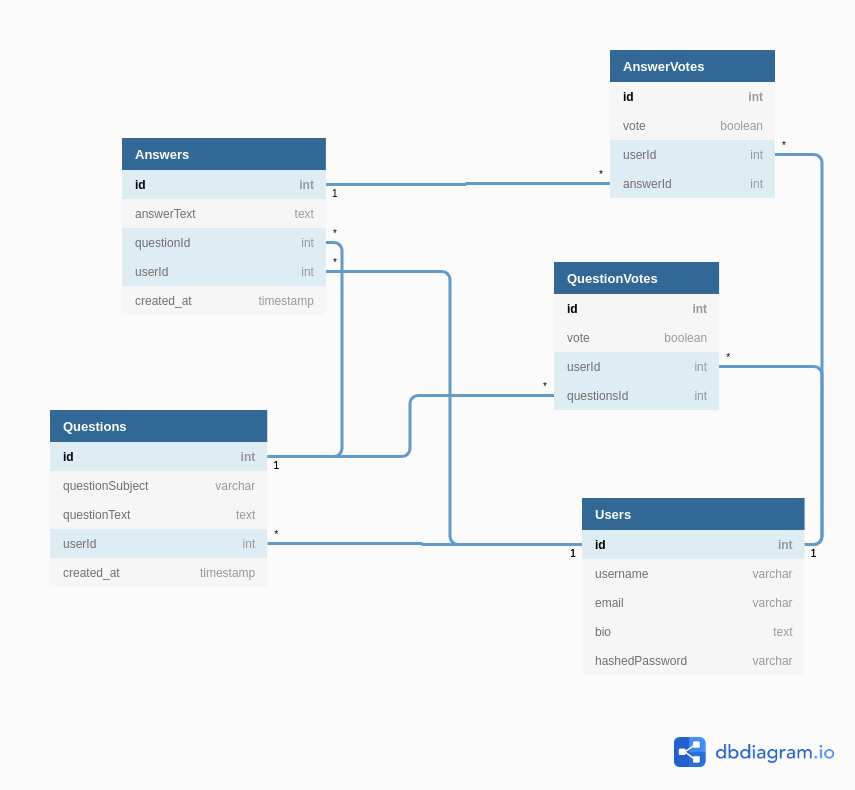 AnswerVotes
id int
vote boolean
userId int *
* answerId int
Answers
id int 1
answerText text
questionId int *
userId int *
created_at timestamp
QuestionVotes
id int
vote boolean
userId int *
* questionsId int
Questions
id int 1
questionSubject varchar
questionText text
userId int *
created_at timestamp
Users
1 id int 1
username varchar
email varchar
bio text
hashedPassword varchar
dbdiagram.io